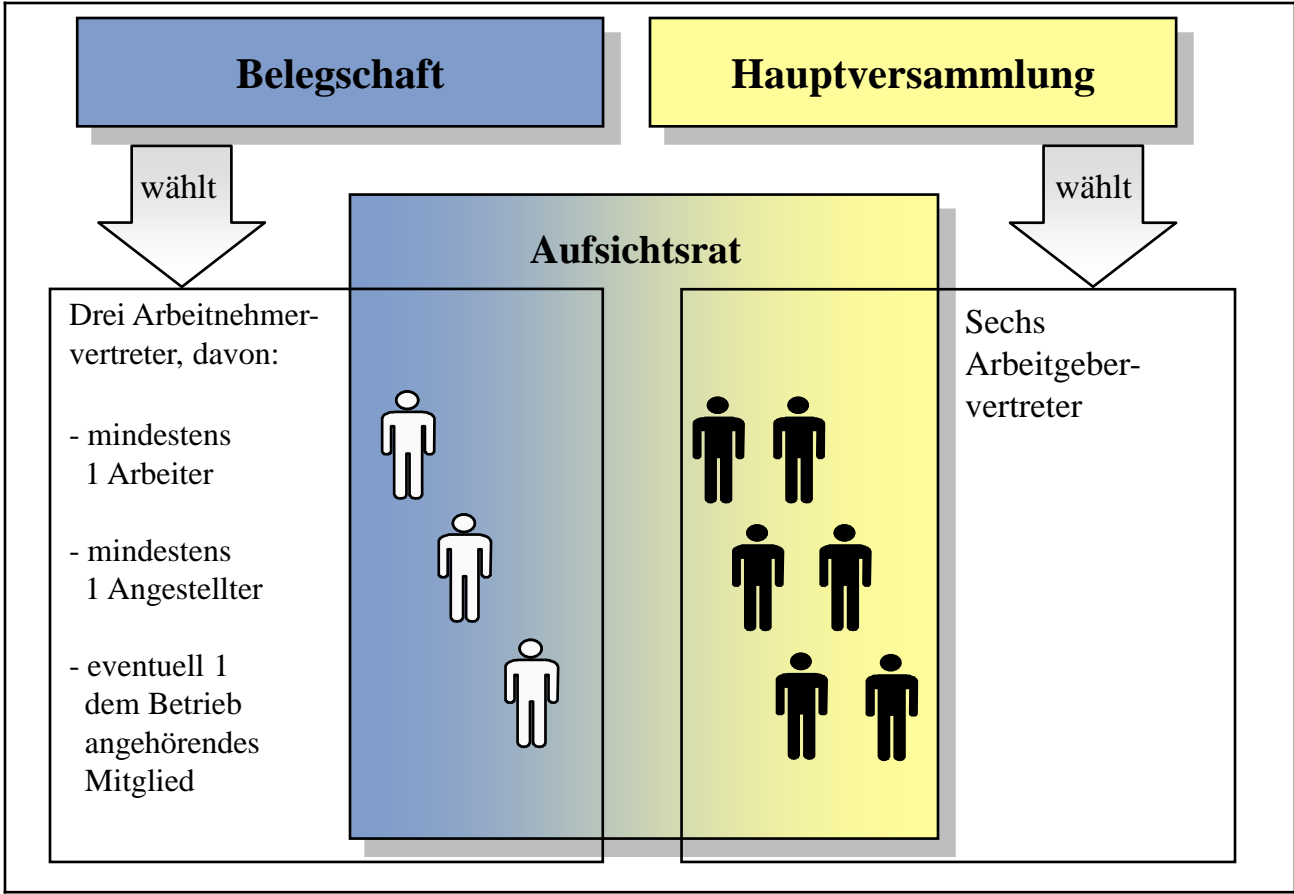 Belegschaft
Hauptversammlung
wählt
wählt
Aufsichtsrat
Drei Arbeitnehmer-
vertreter, davon:
- mindestens
1 Arbeiter
- mindestens
1 Angestellter
- eventuell 1
dem Betrieb
angehörendes
Mitglied
Sechs
Arbeitgeber-
vertreter